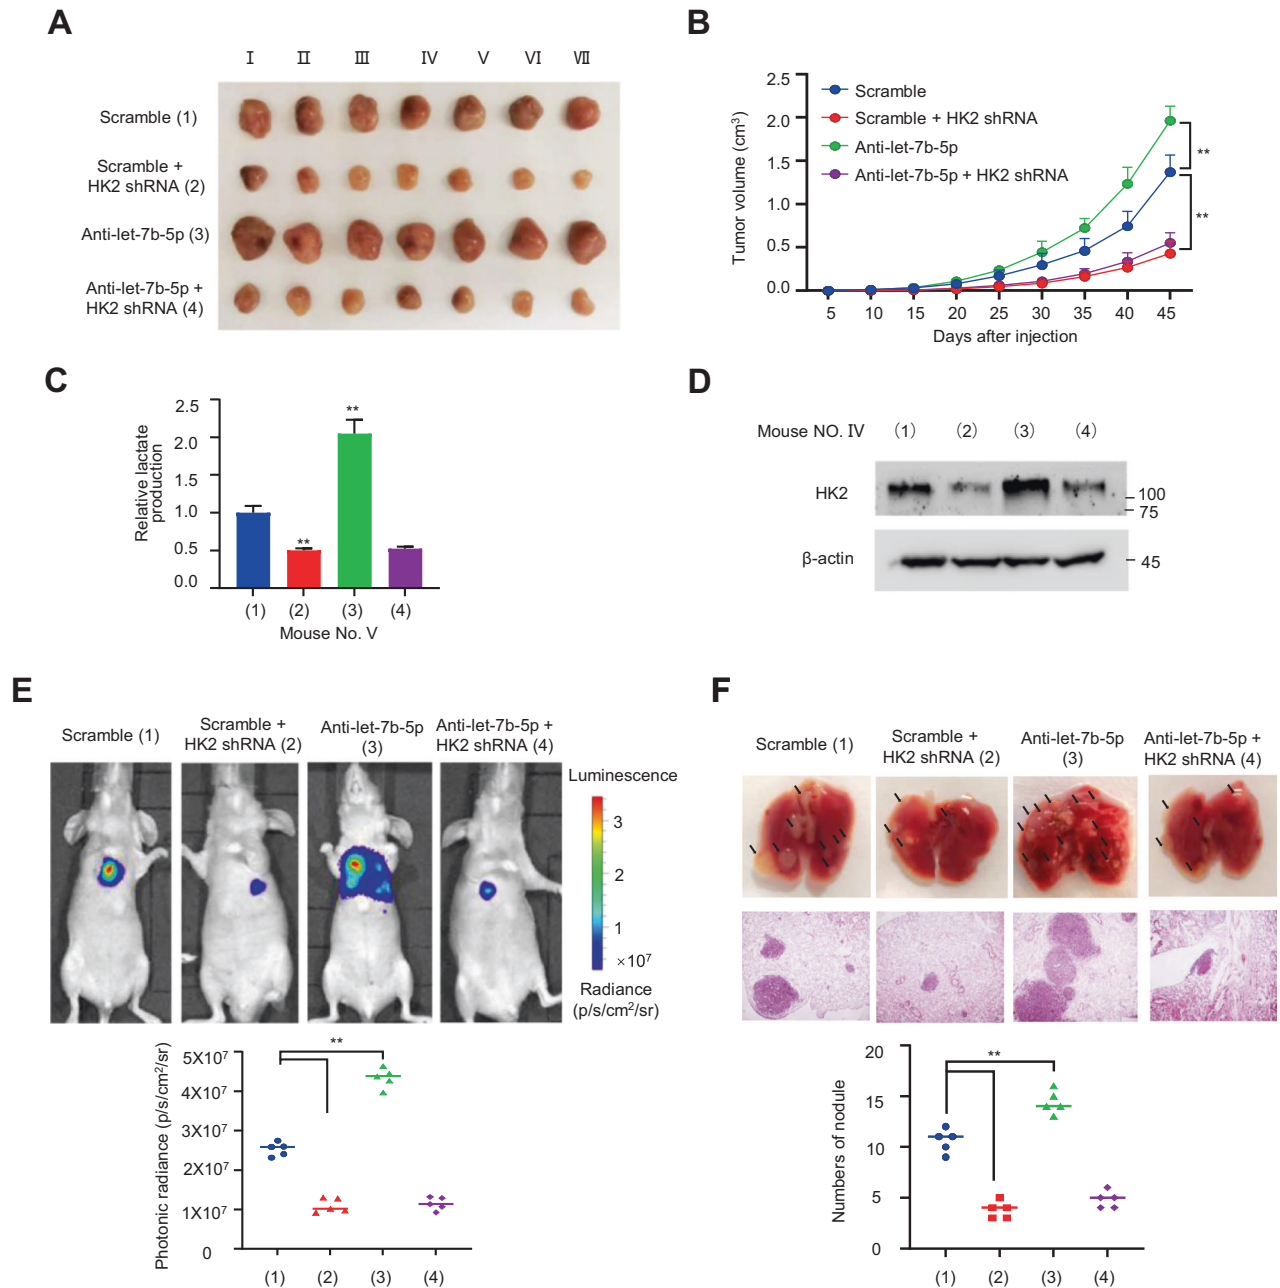 A
I II III IV V VI VII
Scramble (1)
Scramble +
HK2 shRNA (2)
Anti-let-7b-5p (3)
Anti-let-7b-5p +
HK2 shRNA (4)
B
2.5
2.0
1.5
1.0
0.5
0.0
Tumor volume (cm³)
Scramble
Scramble + HK2 shRNA
Anti-let-7b-5p
Anti-let-7b-5p + HK2 shRNA
**
**
5 10 15 20 25 30 35 40 45
Days after injection
C
2.5
2.0
1.5
1.0
0.5
0.0
Relative lactate
production
**
**
(1) (2) (3) (4)
Mouse No. V
D
Mouse NO. IV (1) (2) (3) (4)
HK2
100
75
β-actin
45
E
Scramble (1)
Scramble +
HK2 shRNA (2)
Anti-let-7b-5p
(3)
Anti-let-7b-5p +
HK2 shRNA (4)
Luminescence
3
2
1
×10⁷
Radiance
(p/s/cm²/sr)
Photonic radiance (p/s/cm²/sr)
5X10⁷
4X10⁷
3X10⁷
2X10⁷
1X10⁷
0
**
(1) (2) (3) (4)
F
Scramble (1)
Scramble +
HK2 shRNA (2)
Anti-let-7b-5p
(3)
Anti-let-7b-5p +
HK2 shRNA (4)
Numbers of nodule
20
15
10
5
0
**
(1) (2) (3) (4)